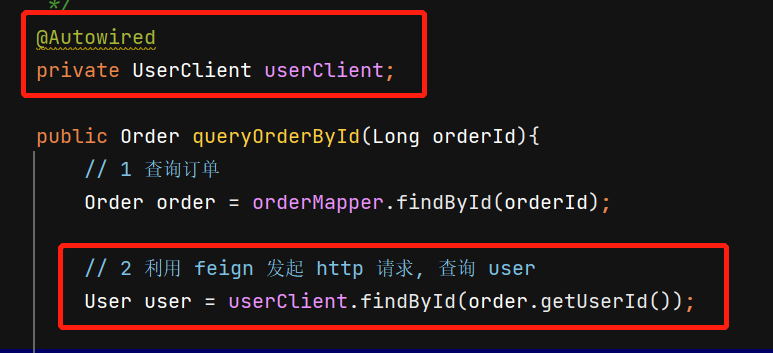 */
@Autowired
private UserClient userClient;
public Order queryOrderById(Long orderId){
// 1 查询订单
Order order = orderMapper.findById(orderId);
// 2 利用 feign 发起 http 请求, 查询 user
User user = userClient.findById(order.getUserId());